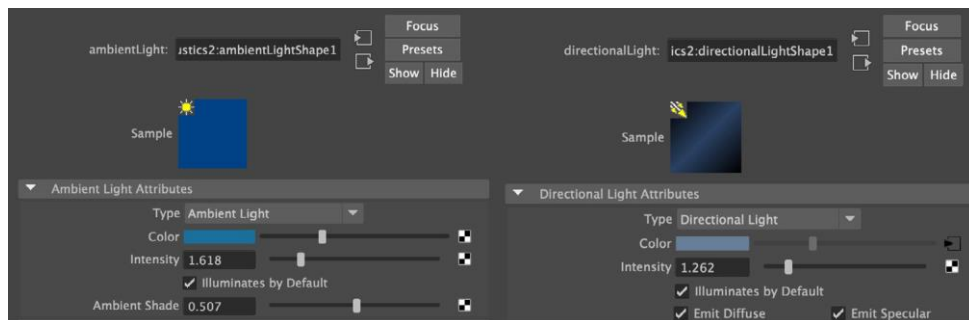 Focus
ambientLight: ıstics2:ambientLightShape1
Presets
Show Hide
Sample
Ambient Light Attributes
Type Ambient Light
Color
Intensity 1.618
Illuminates by Default
Ambient Shade 0.507
Focus
directionalLight: ics2:directionalLightShape1
Presets
Show Hide
Sample
Directional Light Attributes
Type Directional Light
Color
Intensity 1.262
Illuminates by Default
Emit Diffuse Emit Specular